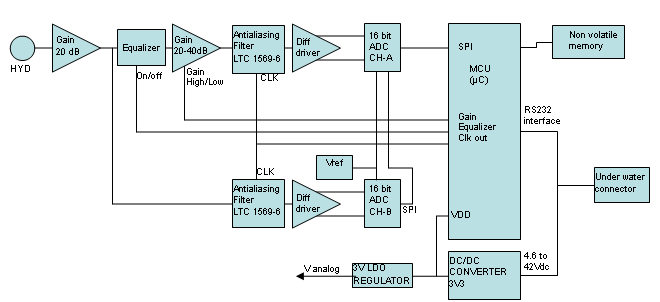 HYD
Gain
20 dB
Equalizer
On/off
Gain
20-40dB
Gain
High/Low
Antialiasing
Filter
LTC 1569-6
CLK
Diff
driver
16 bit
ADC
CH-A
SPI
MCU
(µC)
Gain
Equalizer
Clk out
VDD
Non volatile
memory
RS232
interface
Under water
connector
Vref
CLK
Antialiasing
Filter
LTC 1569-6
Diff
driver
16 bit
ADC
CH-B
SPI
V analog
3V LDO
REGULATOR
DC/DC
CONVERTER
3V3
4.6 to
42Vdc